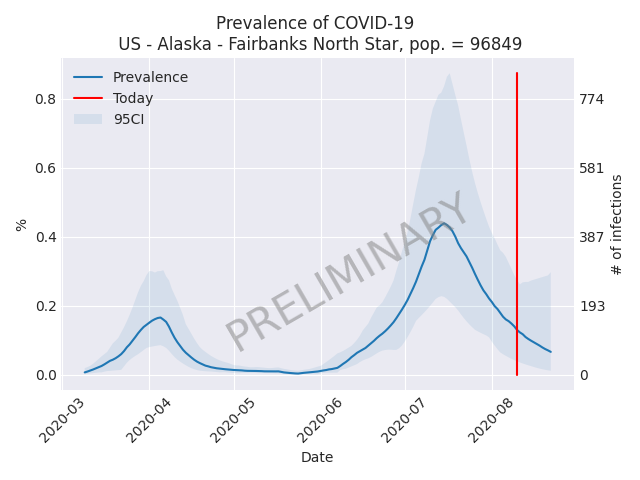 Prevalence of COVID-19
US - Alaska - Fairbanks North Star, pop. = 96849
Prevalence
Today
95CI
0.8
0.6
0.4
0.2
0.0
%
774
581
387
193
0
# of infections
PRELIMINARY
2020-03
2020-04
2020-05
2020-06
2020-07
2020-08
Date